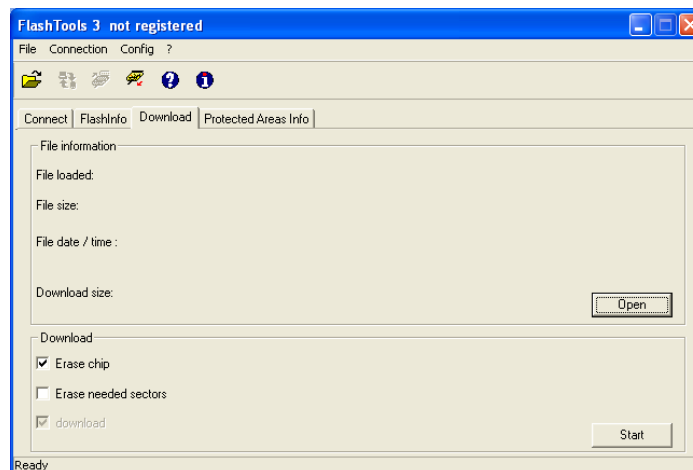 FlashTools 3  not registered
File Connection Config ?
Connect FlashInfo Download Protected Areas Info
File information
File loaded:
File size:
File date / time :
Download size:
Open
Download
Erase chip
Erase needed sectors
download
Start
Ready